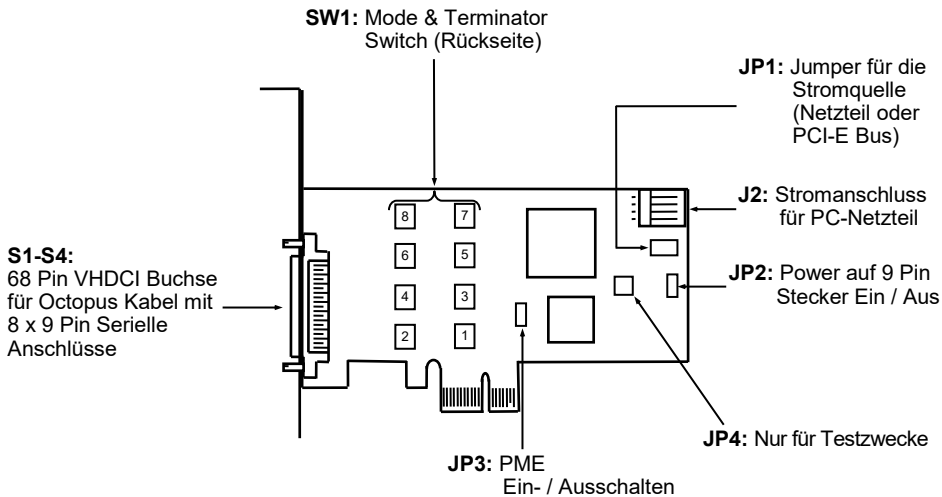 SW1: Mode & Terminator
Switch (Rückseite)
JP1: Jumper für die
Stromquelle
(Netzteil oder
PCI-E Bus)
8
7
6
5
4
3
2
1
J2: Stromanschluss
für PC-Netzteil
S1-S4:
68 Pin VHDCI Buchse
für Octopus Kabel mit
8 x 9 Pin Serielle
Anschlüsse
JP2: Power auf 9 Pin
Stecker Ein / Aus
JP4: Nur für Testzwecke
JP3: PME
Ein- / Ausschalten